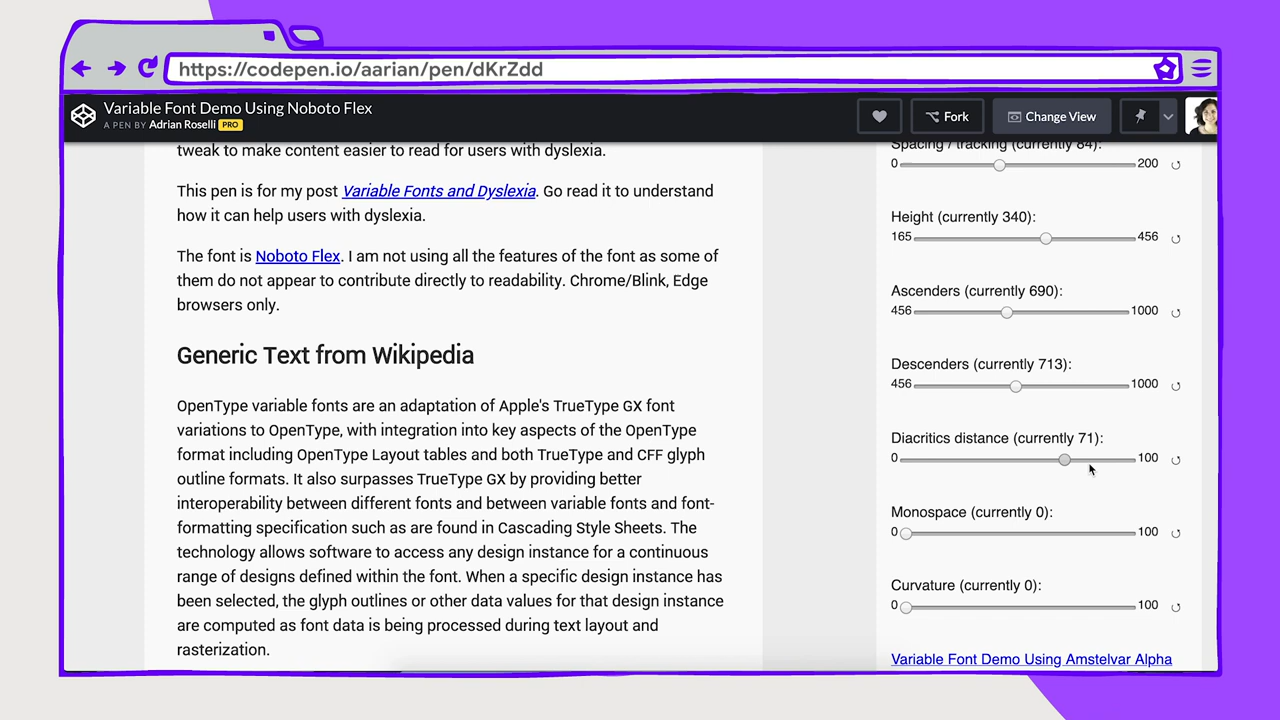 https://codepen.io/aarian/pen/dKrZdd
Variable Font Demo Using Noboto Flex
A PEN BY Adrian Roselli PRO
Fork
Change View
tweak to make content easier to read for users with dyslexia.
This pen is for my post Variable Fonts and Dyslexia. Go read it to understand
how it can help users with dyslexia.
The font is Noboto Flex. I am not using all the features of the font as some of
them do not appear to contribute directly to readability. Chrome/Blink, Edge
browsers only.
Generic Text from Wikipedia
OpenType variable fonts are an adaptation of Apple's TrueType GX font
variations to OpenType, with integration into key aspects of the OpenType
format including OpenType Layout tables and both TrueType and CFF glyph
outline formats. It also surpasses TrueType GX by providing better
interoperability between different fonts and between variable fonts and font-
formatting specification such as are found in Cascading Style Sheets. The
technology allows software to access any design instance for a continuous
range of designs defined within the font. When a specific design instance has
been selected, the glyph outlines or other data values for that design instance
are computed as font data is being processed during text layout and
rasterization.
Spacing / tracking (currently 84):
0 200
Height (currently 340):
165 456
Ascenders (currently 690):
456 1000
Descenders (currently 713):
456 1000
Diacritics distance (currently 71):
0 100
Monospace (currently 0):
0 100
Curvature (currently 0):
0 100
Variable Font Demo Using Amstelvar Alpha